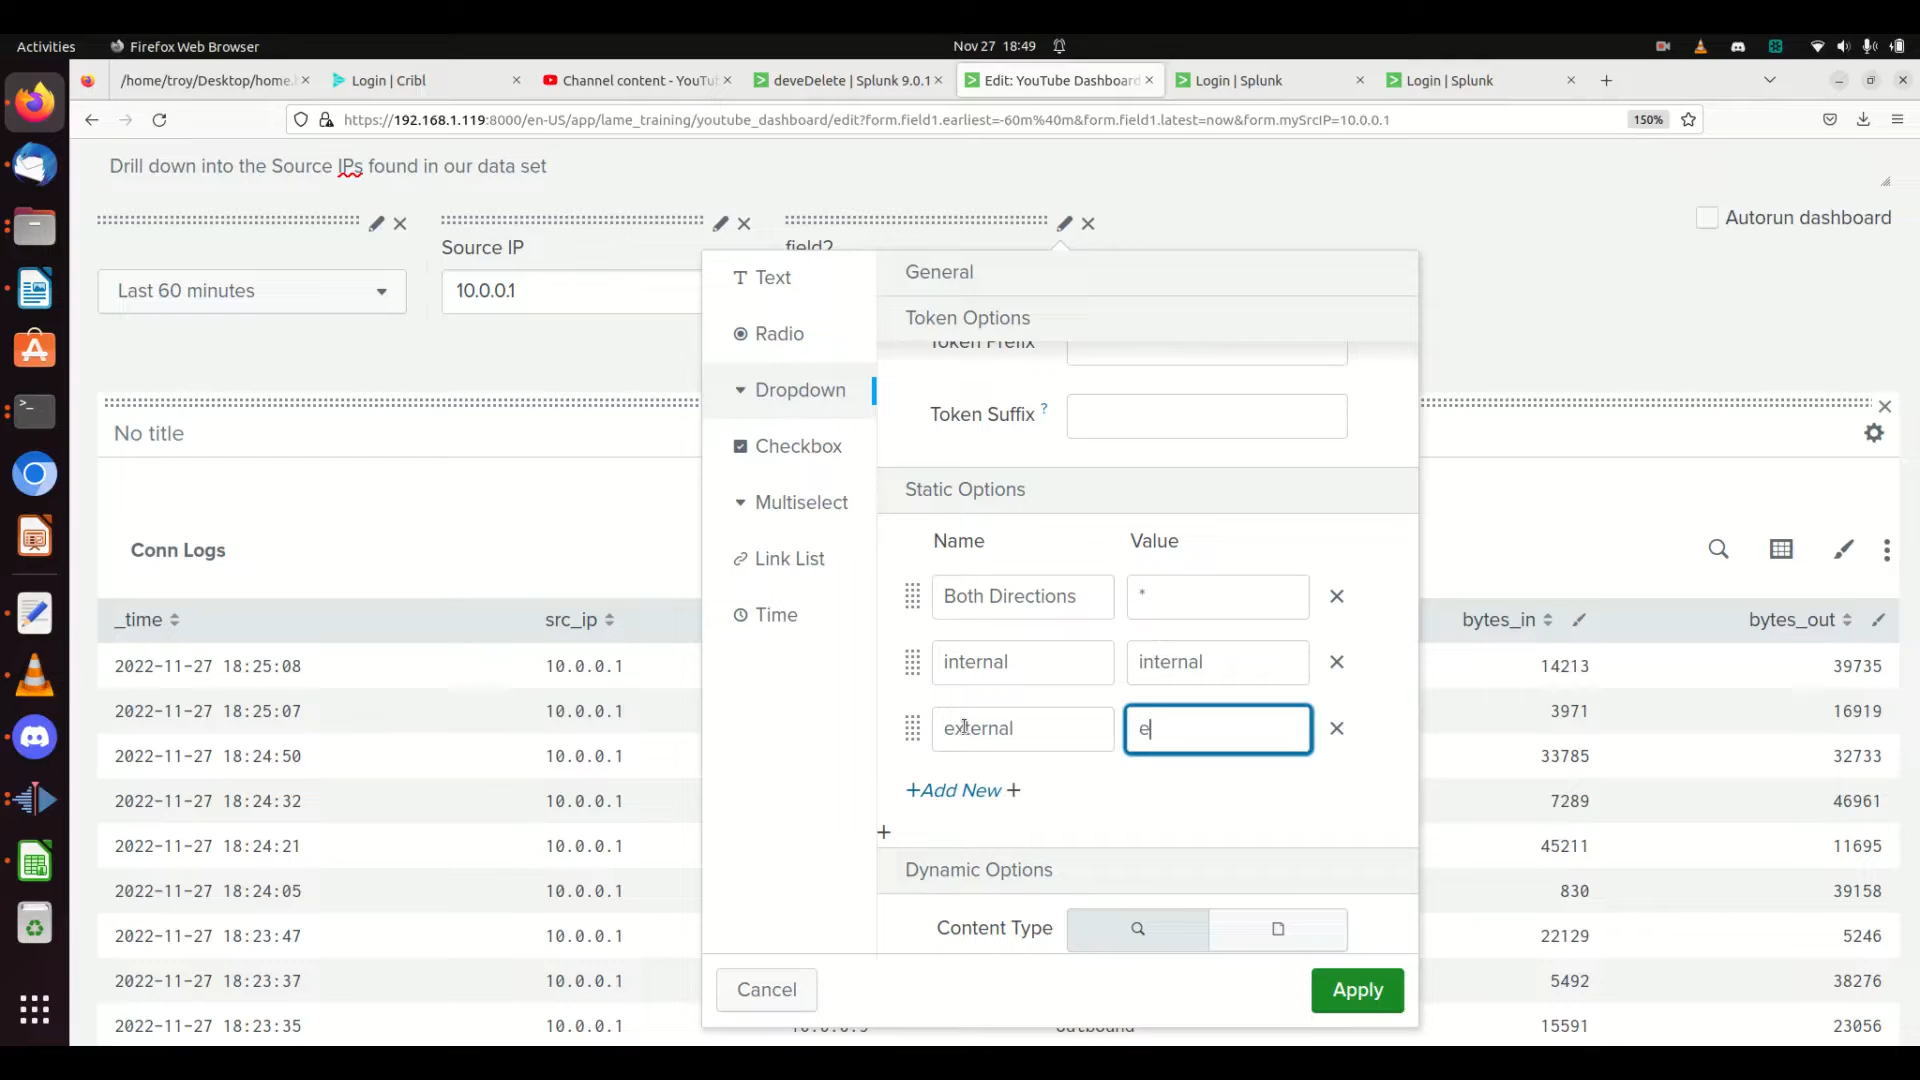 Activities Firefox Web Browser Nov 27 18:49
/home/troy/Desktop/home. Login | Cribl Channel content - YouTu deveDelete | Splunk 9.0.1 Edit: YouTube Dashboard Login | Splunk Login | Splunk
https://192.168.1.119:8000/en-US/app/lame_training/youtube_dashboard/edit?form.field1.earliest=-60m%40m&form.field1.latest=now&form.mySrcIP=10.0.0.1 150%
Drill down into the Source IPs found in our data set
Autorun dashboard
Source IP field2
Last 60 minutes 10.0.0.1
Text
Radio
Dropdown
Checkbox
Multiselect
Link List
Time
General
Token Options
Token Prefix
Token Suffix ?
Static Options
Name Value
Both Directions *
internal internal
external e
+Add New +
+
Dynamic Options
Content Type
Cancel Apply
No title
Conn Logs
_time src_ip bytes_in bytes_out
2022-11-27 18:25:08 10.0.0.1 14213 39735
2022-11-27 18:25:07 10.0.0.1 3971 16919
2022-11-27 18:24:50 10.0.0.1 33785 32733
2022-11-27 18:24:32 10.0.0.1 7289 46961
2022-11-27 18:24:21 10.0.0.1 45211 11695
2022-11-27 18:24:05 10.0.0.1 830 39158
2022-11-27 18:23:47 10.0.0.1 22129 5246
2022-11-27 18:23:37 10.0.0.1 5492 38276
2022-11-27 18:23:35 10.0.0.1 outbound 15591 23056